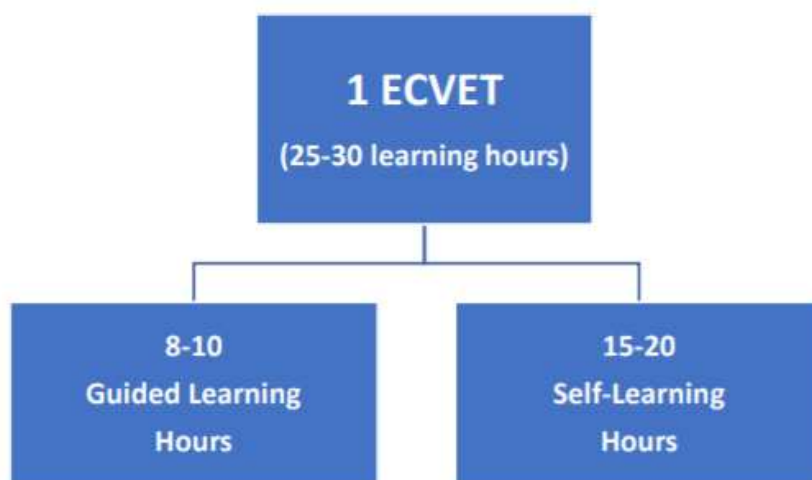 1 ECVET
(25-30 learning hours)
8-10
Guided Learning
Hours
15-20
Self-Learning
Hours